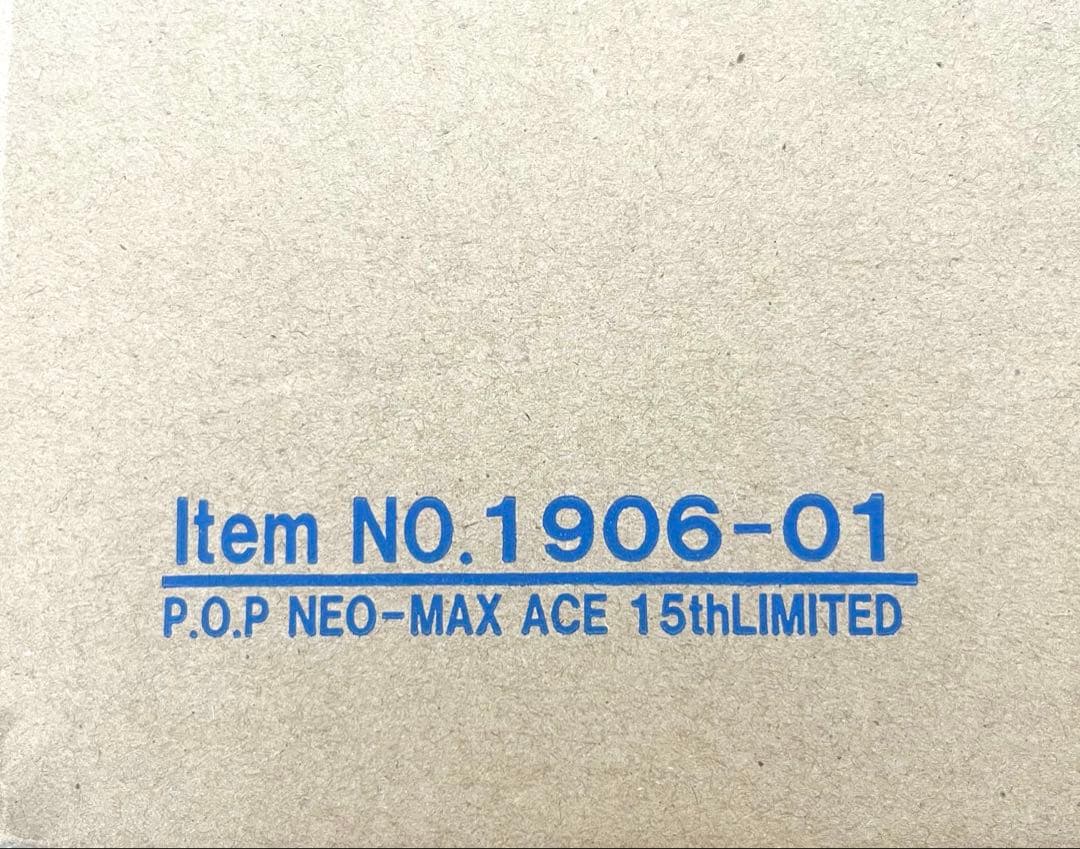 Item NO.1906-01
P.O.P NEO-MAX ACE 15thLIMITED